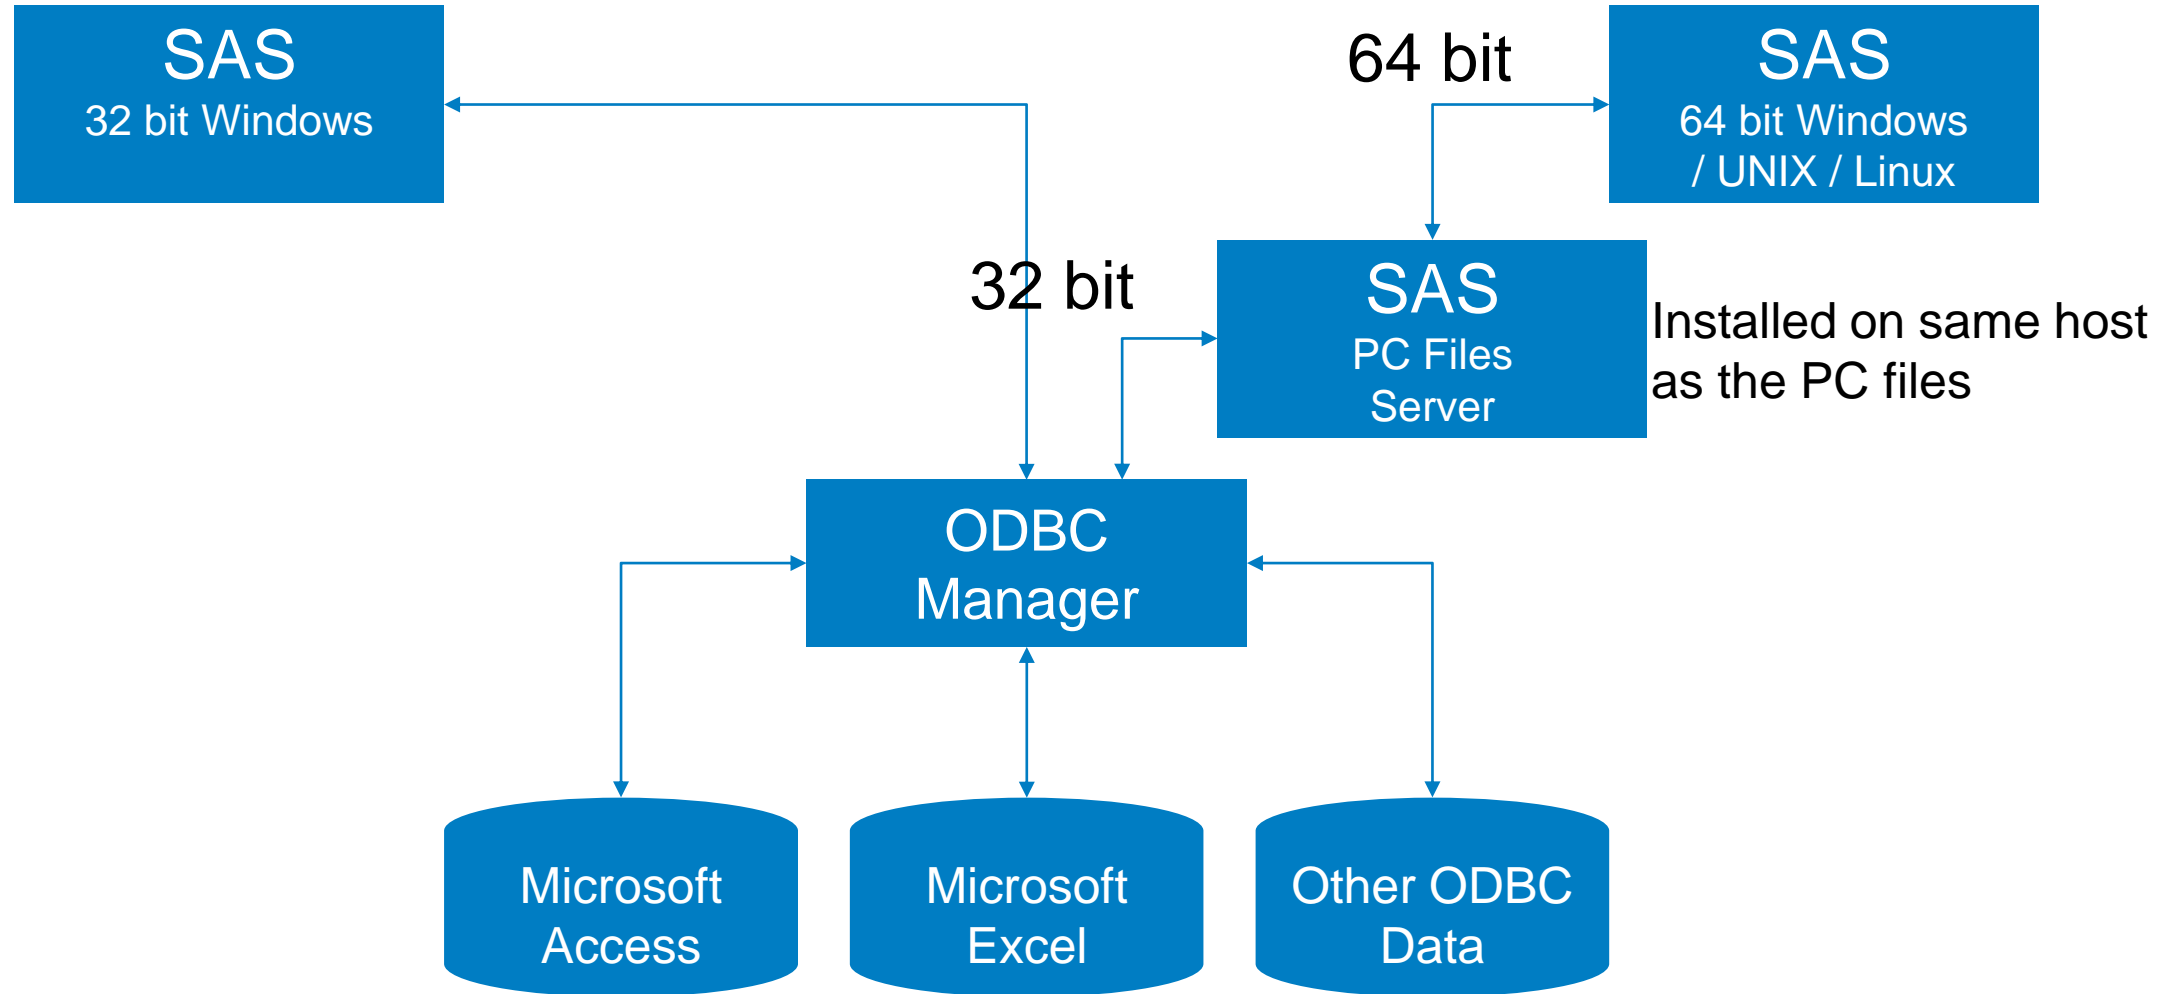 SAS
32 bit Windows
64 bit
SAS
64 bit Windows
/ UNIX / Linux
32 bit
SAS
PC Files
Server
Installed on same host
as the PC files
ODBC
Manager
Microsoft
Access
Microsoft
Excel
Other ODBC
Data